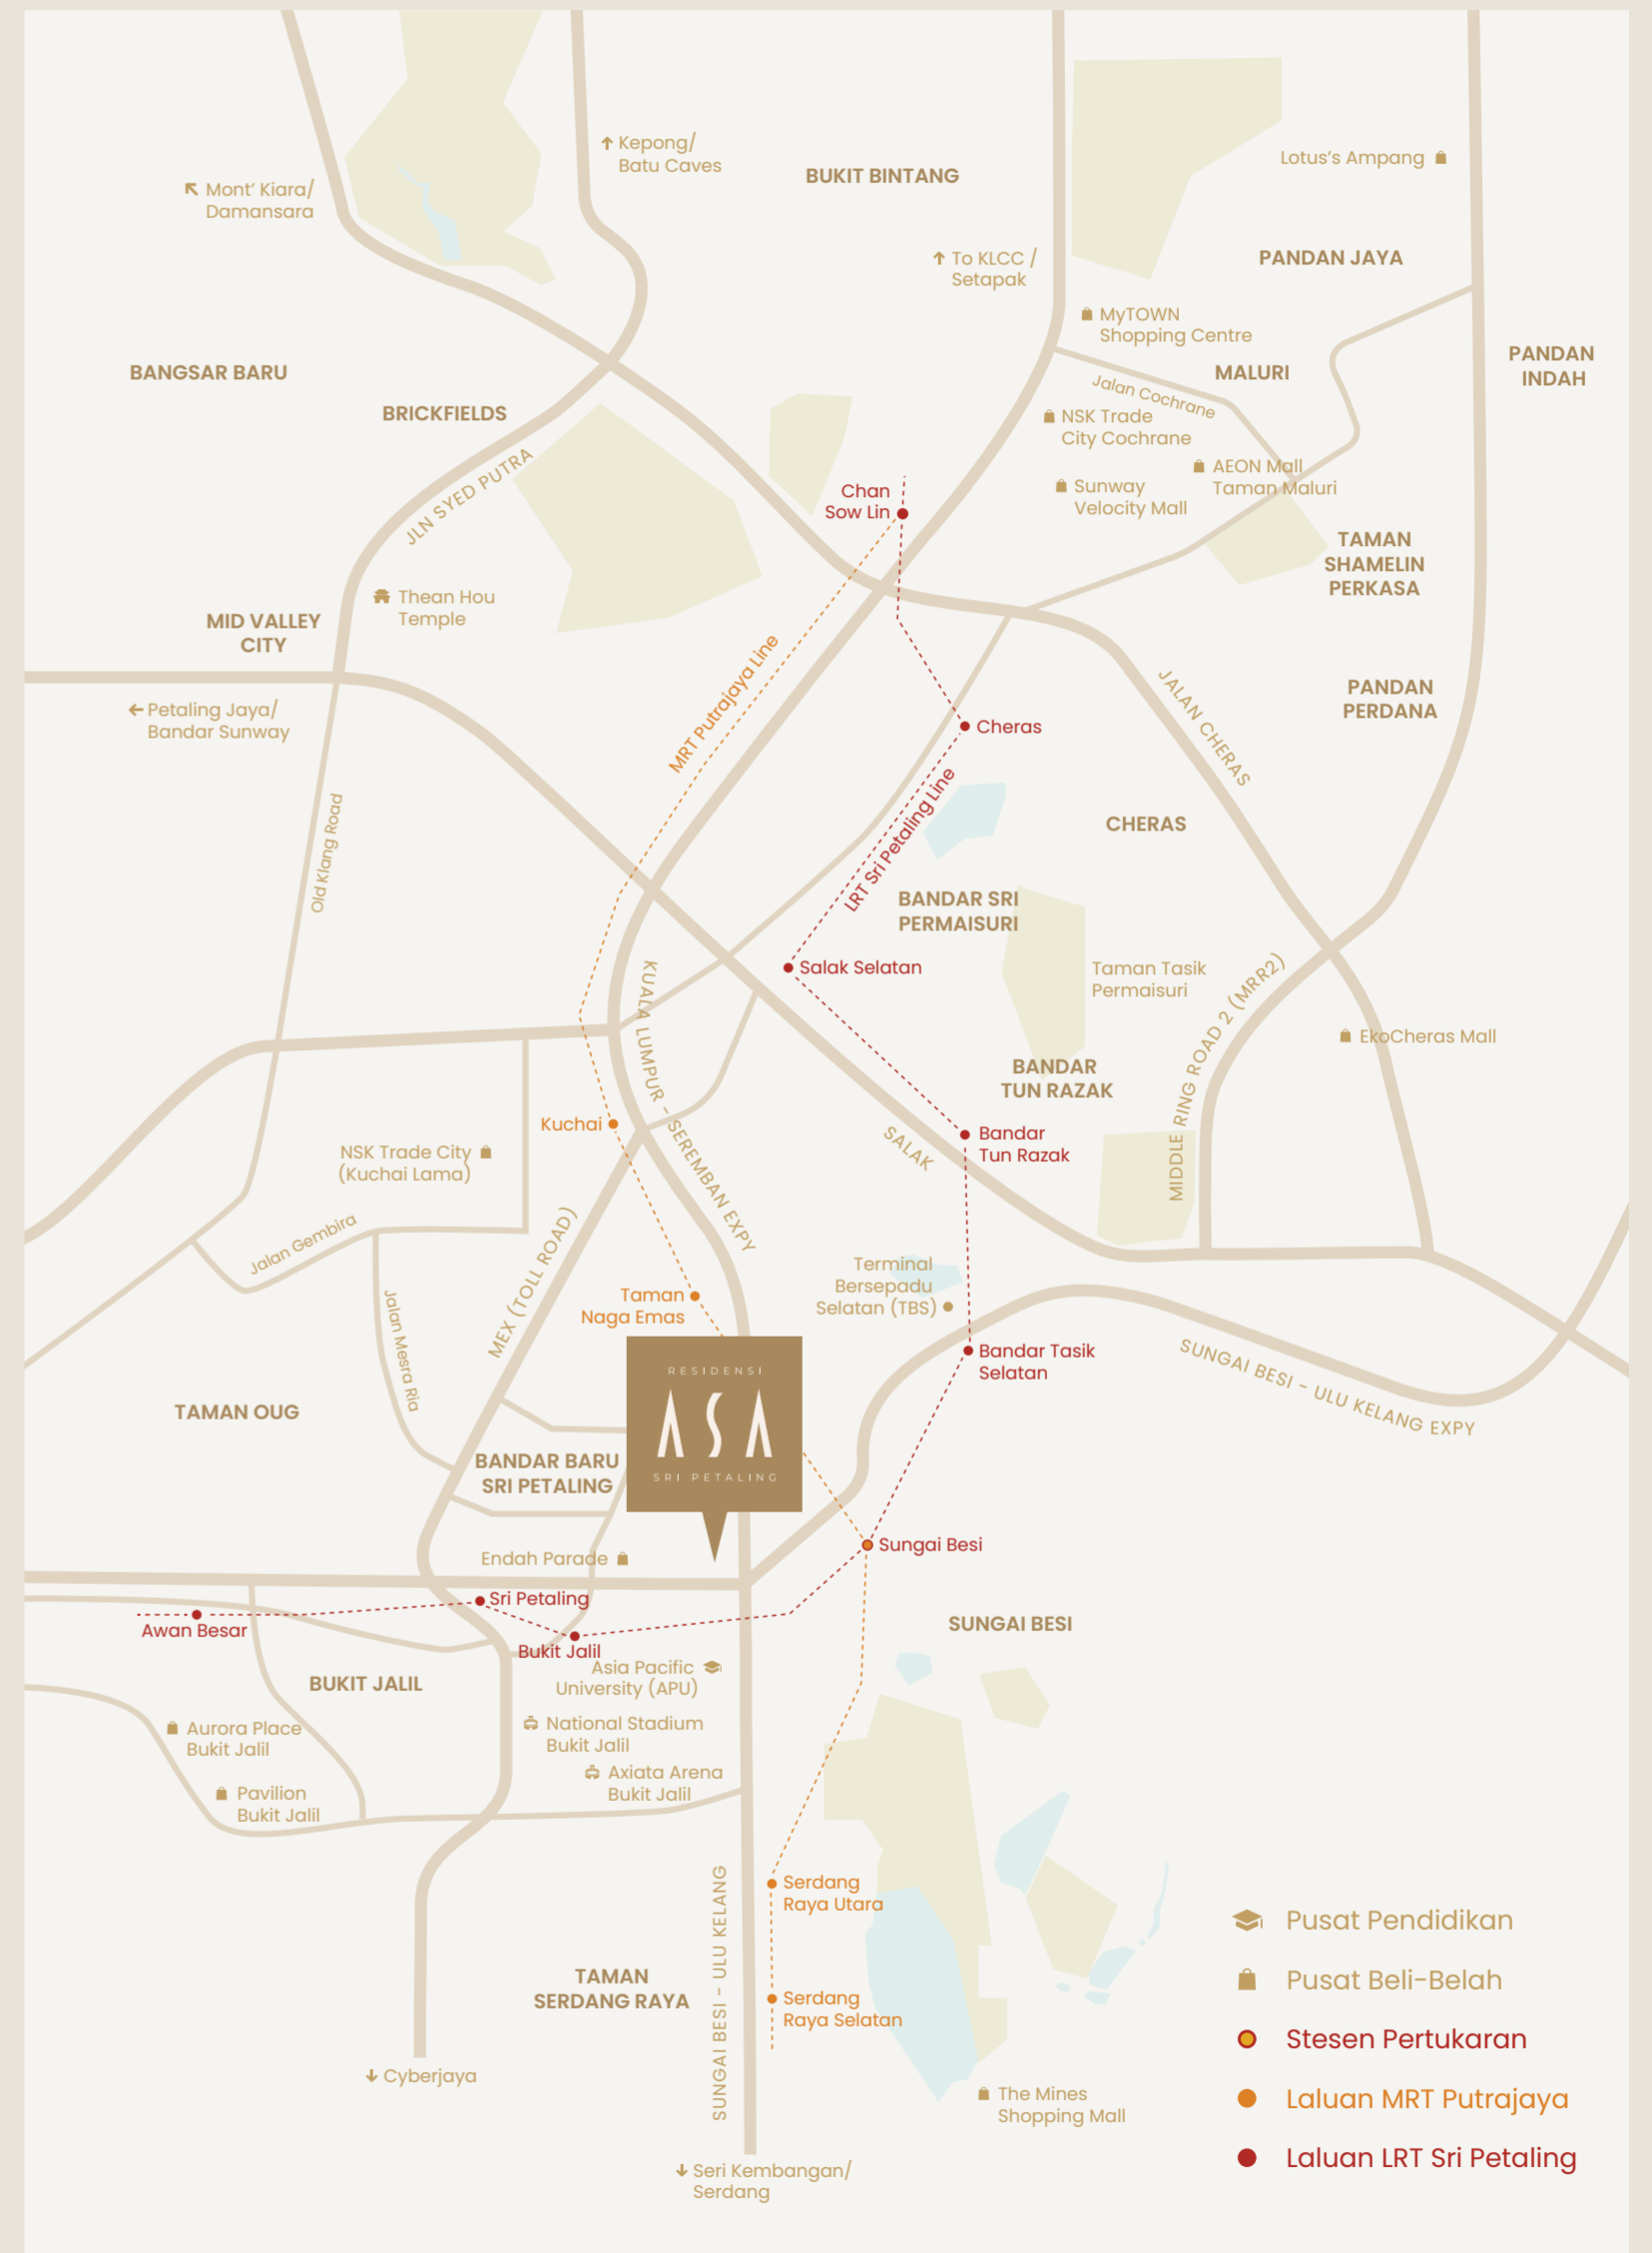 Kepong/
Batu Caves
Mont' Kiara/
Damansara
BUKIT BINTANG
Lotus's Ampang
To KLCC /
Setapak
PANDAN JAYA
MyTOWN
Shopping Centre
BANGSAR BARU
MALURI
PANDAN
INDAH
Jalan Cochrane
BRICKFIELDS
NSK Trade
City Cochrane
JLN SYED PUTRA
AEON Mall
Taman Maluri
Sunway
Velocity Mall
Chan
Sow Lin
TAMAN
SHAMELIN
PERKASA
Thean Hou
Temple
MID VALLEY
CITY
MRT Putrajaya Line
Petaling Jaya/
Bandar Sunway
JALAN CHERAS
PANDAN
PERDANA
Cheras
Old Klang Road
LRT Sri Petaling Line
CHERAS
BANDAR SRI
PERMAISURI
Salak Selatan
Taman Tasik
Permaisuri
KUALA LUMPUR - SEREMBAN EXPY
MIDDLE RING ROAD 2 (MRR2)
EkoCheras Mall
BANDAR
TUN RAZAK
Kuchai
NSK Trade City
(Kuchai Lama)
SALAK
Bandar
Tun Razak
Jalan Gembira
MEX (TOLL ROAD)
Terminal
Bersepadu
Selatan (TBS)
Jalan Mesra Ria
Taman
Naga Emas
Bandar Tasik
Selatan
SUNGAI BESI - ULU KELANG EXPY
RESIDENSI
ASA
SRI PETALING
TAMAN OUG
BANDAR BARU
SRI PETALING
Endah Parade
Sungai Besi
Sri Petaling
Awan Besar
Bukit Jalil
SUNGAI BESI
Asia Pacific
University (APU)
BUKIT JALIL
National Stadium
Bukit Jalil
Aurora Place
Bukit Jalil
Axiata Arena
Bukit Jalil
Pavilion
Bukit Jalil
Serdang
Raya Utara
SUNGAI BESI - ULU KELANG
TAMAN
SERDANG RAYA
Serdang
Raya Selatan
Cyberjaya
The Mines
Shopping Mall
Seri Kembangan/
Serdang
Pusat Pendidikan
Pusat Beli-Belah
Stesen Pertukaran
Laluan MRT Putrajaya
Laluan LRT Sri Petaling